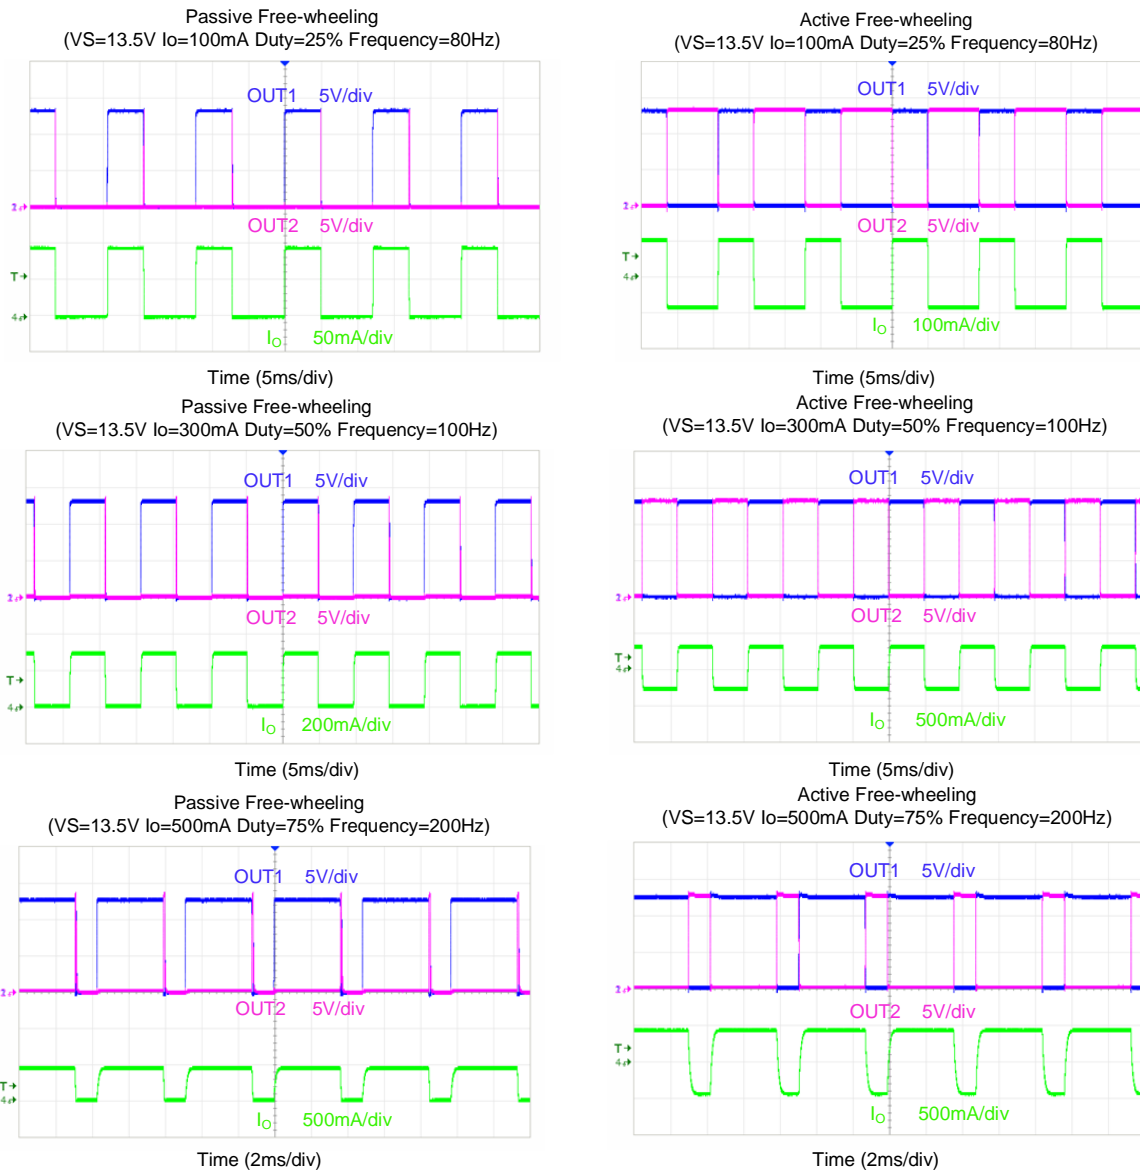 Passive Free-wheeling
(VS=13.5V Io=100mA Duty=25% Frequency=80Hz)
OUT1 5V/div
OUT2 5V/div
T
4
IO 50mA/div
Time (5ms/div)
Active Free-wheeling
(VS=13.5V Io=100mA Duty=25% Frequency=80Hz)
OUT1 5V/div
OUT2 5V/div
T
4
IO 100mA/div
Time (5ms/div)
Passive Free-wheeling
(VS=13.5V Io=300mA Duty=50% Frequency=100Hz)
OUT1 5V/div
OUT2 5V/div
T
4
IO 200mA/div
Time (5ms/div)
Active Free-wheeling
(VS=13.5V Io=300mA Duty=50% Frequency=100Hz)
OUT1 5V/div
OUT2 5V/div
T
4
IO 500mA/div
Time (5ms/div)
Passive Free-wheeling
(VS=13.5V Io=500mA Duty=75% Frequency=200Hz)
OUT1 5V/div
OUT2 5V/div
T
4
IO 500mA/div
Time (2ms/div)
Active Free-wheeling
(VS=13.5V Io=500mA Duty=75% Frequency=200Hz)
OUT1 5V/div
OUT2 5V/div
T
4
IO 500mA/div
Time (2ms/div)